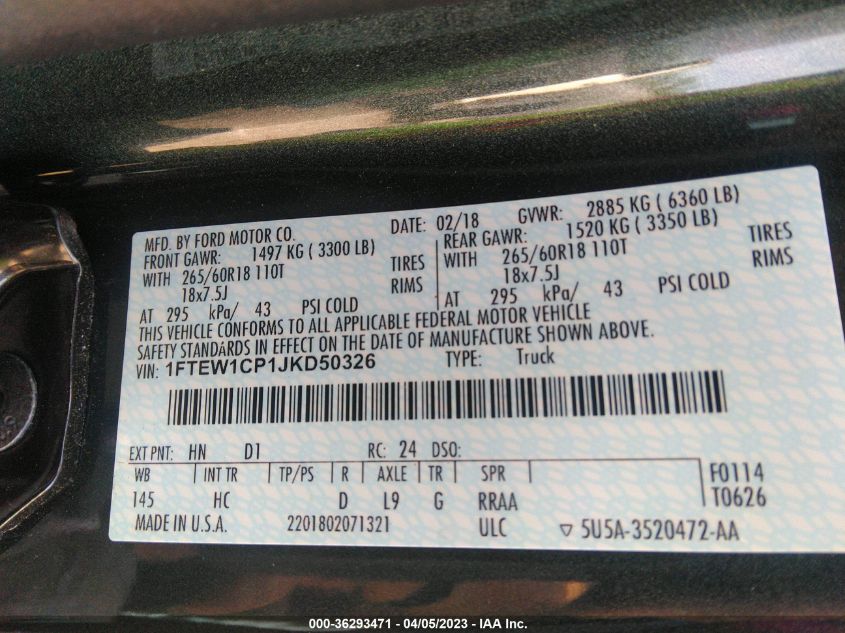 MFD. BY FORD MOTOR CO. DATE: 02/18 GVWR: 2885 KG ( 6360 LB)
FRONT GAWR: 1497 KG ( 3300 LB) REAR GAWR: 1520 KG ( 3350 LB)
WITH 265/60R18 110T TIRES WITH 265/60R18 110T TIRES
18x7.5J RIMS 18x7.5J RIMS
AT 295 kPa/ 43 PSI COLD AT 295 kPa/ 43 PSI COLD
THIS VEHICLE CONFORMS TO ALL APPLICABLE FEDERAL MOTOR VEHICLE
SAFETY STANDARDS IN EFFECT ON THE DATE OF MANUFACTURE SHOWN ABOVE.
VIN: 1FTEW1CP1JKD50326 TYPE: Truck
EXT PNT: HN D1 RC: 24 DSO:
WB INT TR TP/PS R AXLE TR SPR F0114
145 HC D L9 G RRAA T0626
MADE IN U.S.A. 2201802071321 ULC ▽ 5U5A-3520472-AA
000-36293471 - 04/05/2023 - IAA Inc.